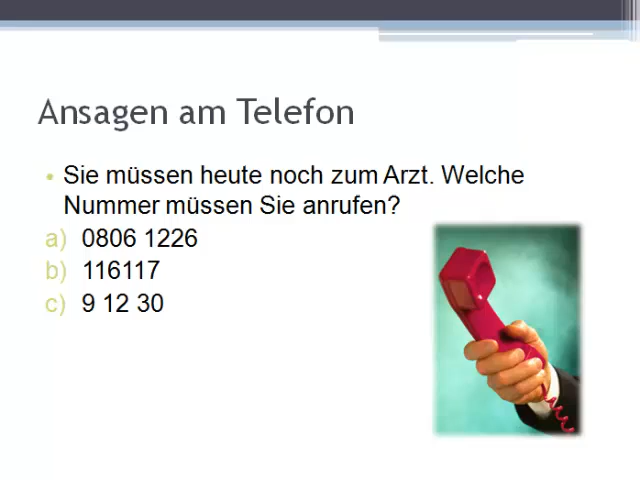 Ansagen am Telefon
• Sie müssen heute noch zum Arzt. Welche
Nummer müssen Sie anrufen?
a) 0806 1226
b) 116117
c) 9 12 30